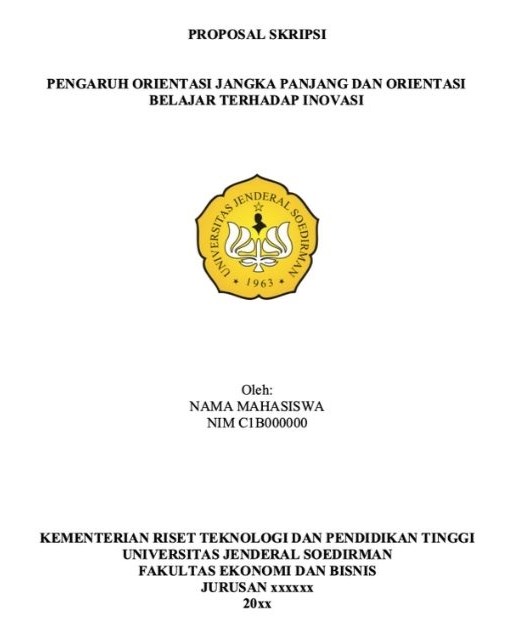 PROPOSAL SKRIPSI
PENGARUH ORIENTASI JANGKA PANJANG DAN ORIENTASI
BELAJAR TERHADAP INOVASI
UNIVERSITAS JENDERAL SOEDIRMAN
1963
Oleh:
NAMA MAHASISWA
NIM C1B000000
KEMENTERIAN RISET TEKNOLOGI DAN PENDIDIKAN TINGGI
UNIVERSITAS JENDERAL SOEDIRMAN
FAKULTAS EKONOMI DAN BISNIS
JURUSAN xxxxxx
20xx